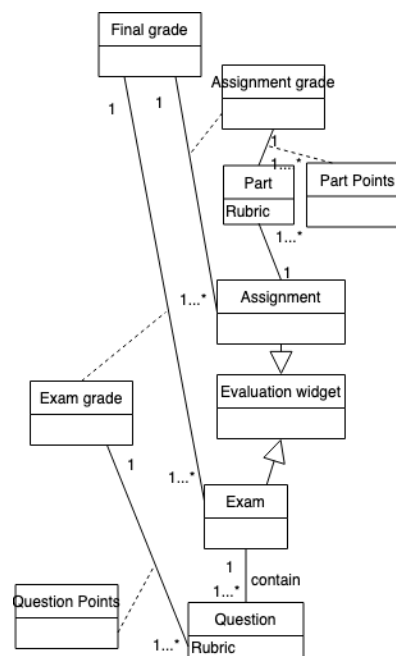 Final grade
Assignment grade
1
1
1
1...*
Part
Rubric
Part Points
1...*
1
1...*
Assignment
Exam grade
Evaluation widget
1
1...*
Exam
1
contain
1...*
Question Points
Question
1...*
Rubric